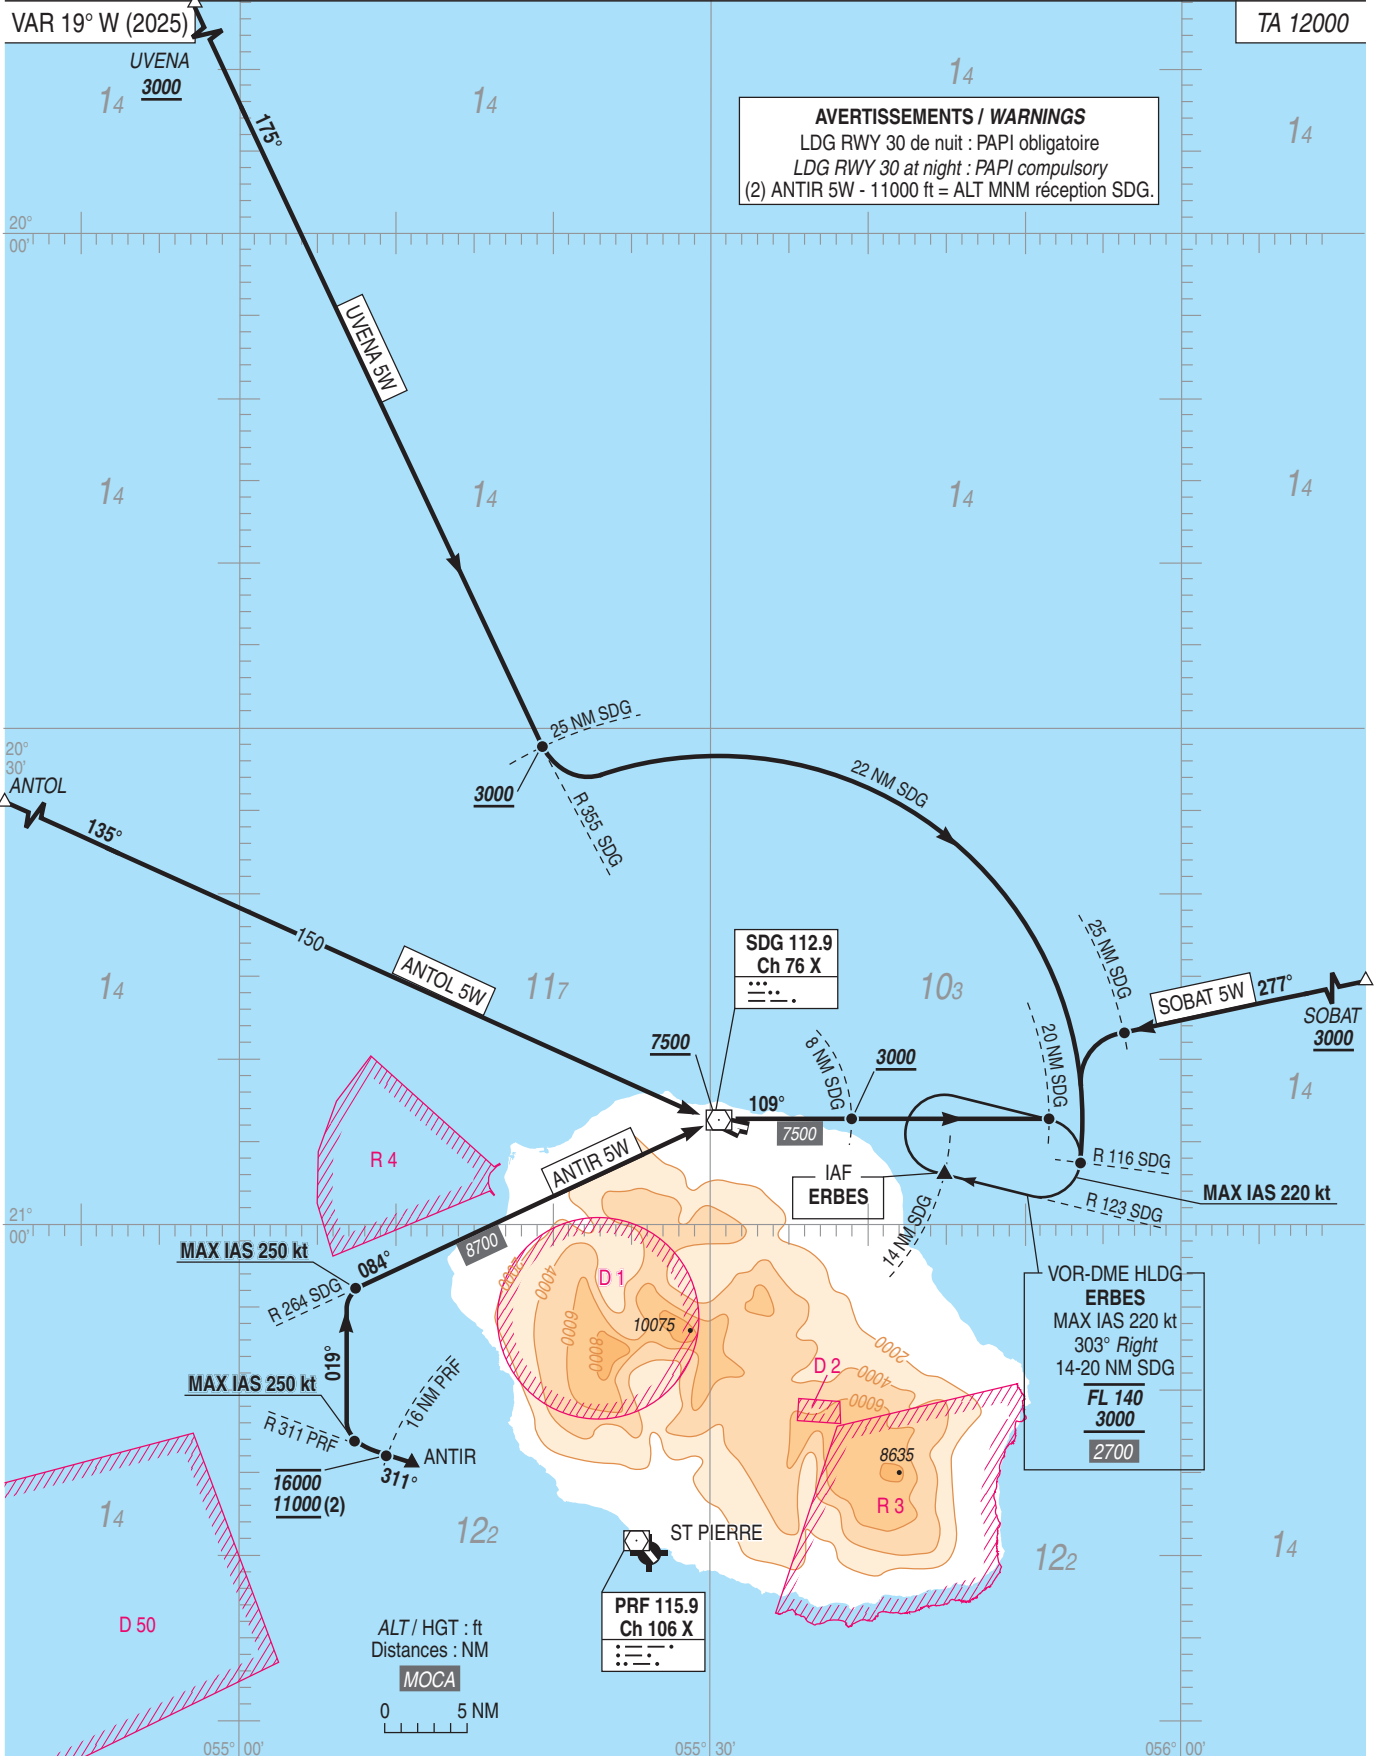 VAR 19° W (2025)
TA 12000
UVENA
3000
14
14
14
14
175°
AVERTISSEMENTS / WARNINGS
LDG RWY 30 de nuit : PAPI obligatoire
LDG RWY 30 at night : PAPI compulsory
(2) ANTIR 5W - 11000 ft = ALT MNM réception SDG.
20°
00'
UVENA 5W
14
14
14
14
25 NM SDG
20°
30'
3000
R 355 SDG
22 NM SDG
ANTOL
135°
150
ANTOL 5W
14
117
SDG 112.9
Ch 76 X
103
25 NM SDG
SOBAT 5W
277°
SOBAT
3000
14
7500
8 NM SDG
3000
20 NM SDG
109°
7500
R 4
ANTIR 5W
IAF
ERBES
R 116 SDG
MAX IAS 220 kt
R 123 SDG
14 NM SDG
21°
00'
8700
MAX IAS 250 kt
084°
R 264 SDG
2000
4000
6000
8000
D 1
10075
VOR-DME HLDG
ERBES
MAX IAS 220 kt
303° Right
14-20 NM SDG
FL 140
3000
2700
019°
MAX IAS 250 kt
16 NM PRF
R 311 PRF
ANTIR
311°
16000
11000 (2)
2000
4000
6000
D 2
8635
R 3
14
122
ST PIERRE
122
14
PRF 115.9
Ch 106 X
D 50
ALT / HGT : ft
Distances : NM
MOCA
0 5 NM
055° 00'
055° 30'
056° 00'